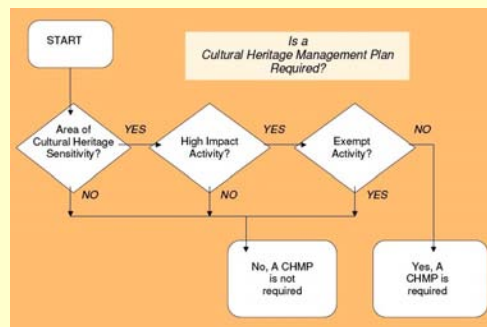 START
Is a
Cultural Heritage Management Plan
Required?
Area of
Cultural Heritage
Sensitivity?
YES
High Impact
Activity?
YES
Exempt
Activity?
NO
NO
NO
YES
No, A CHMP
is not
required
Yes, A
CHMP is
required